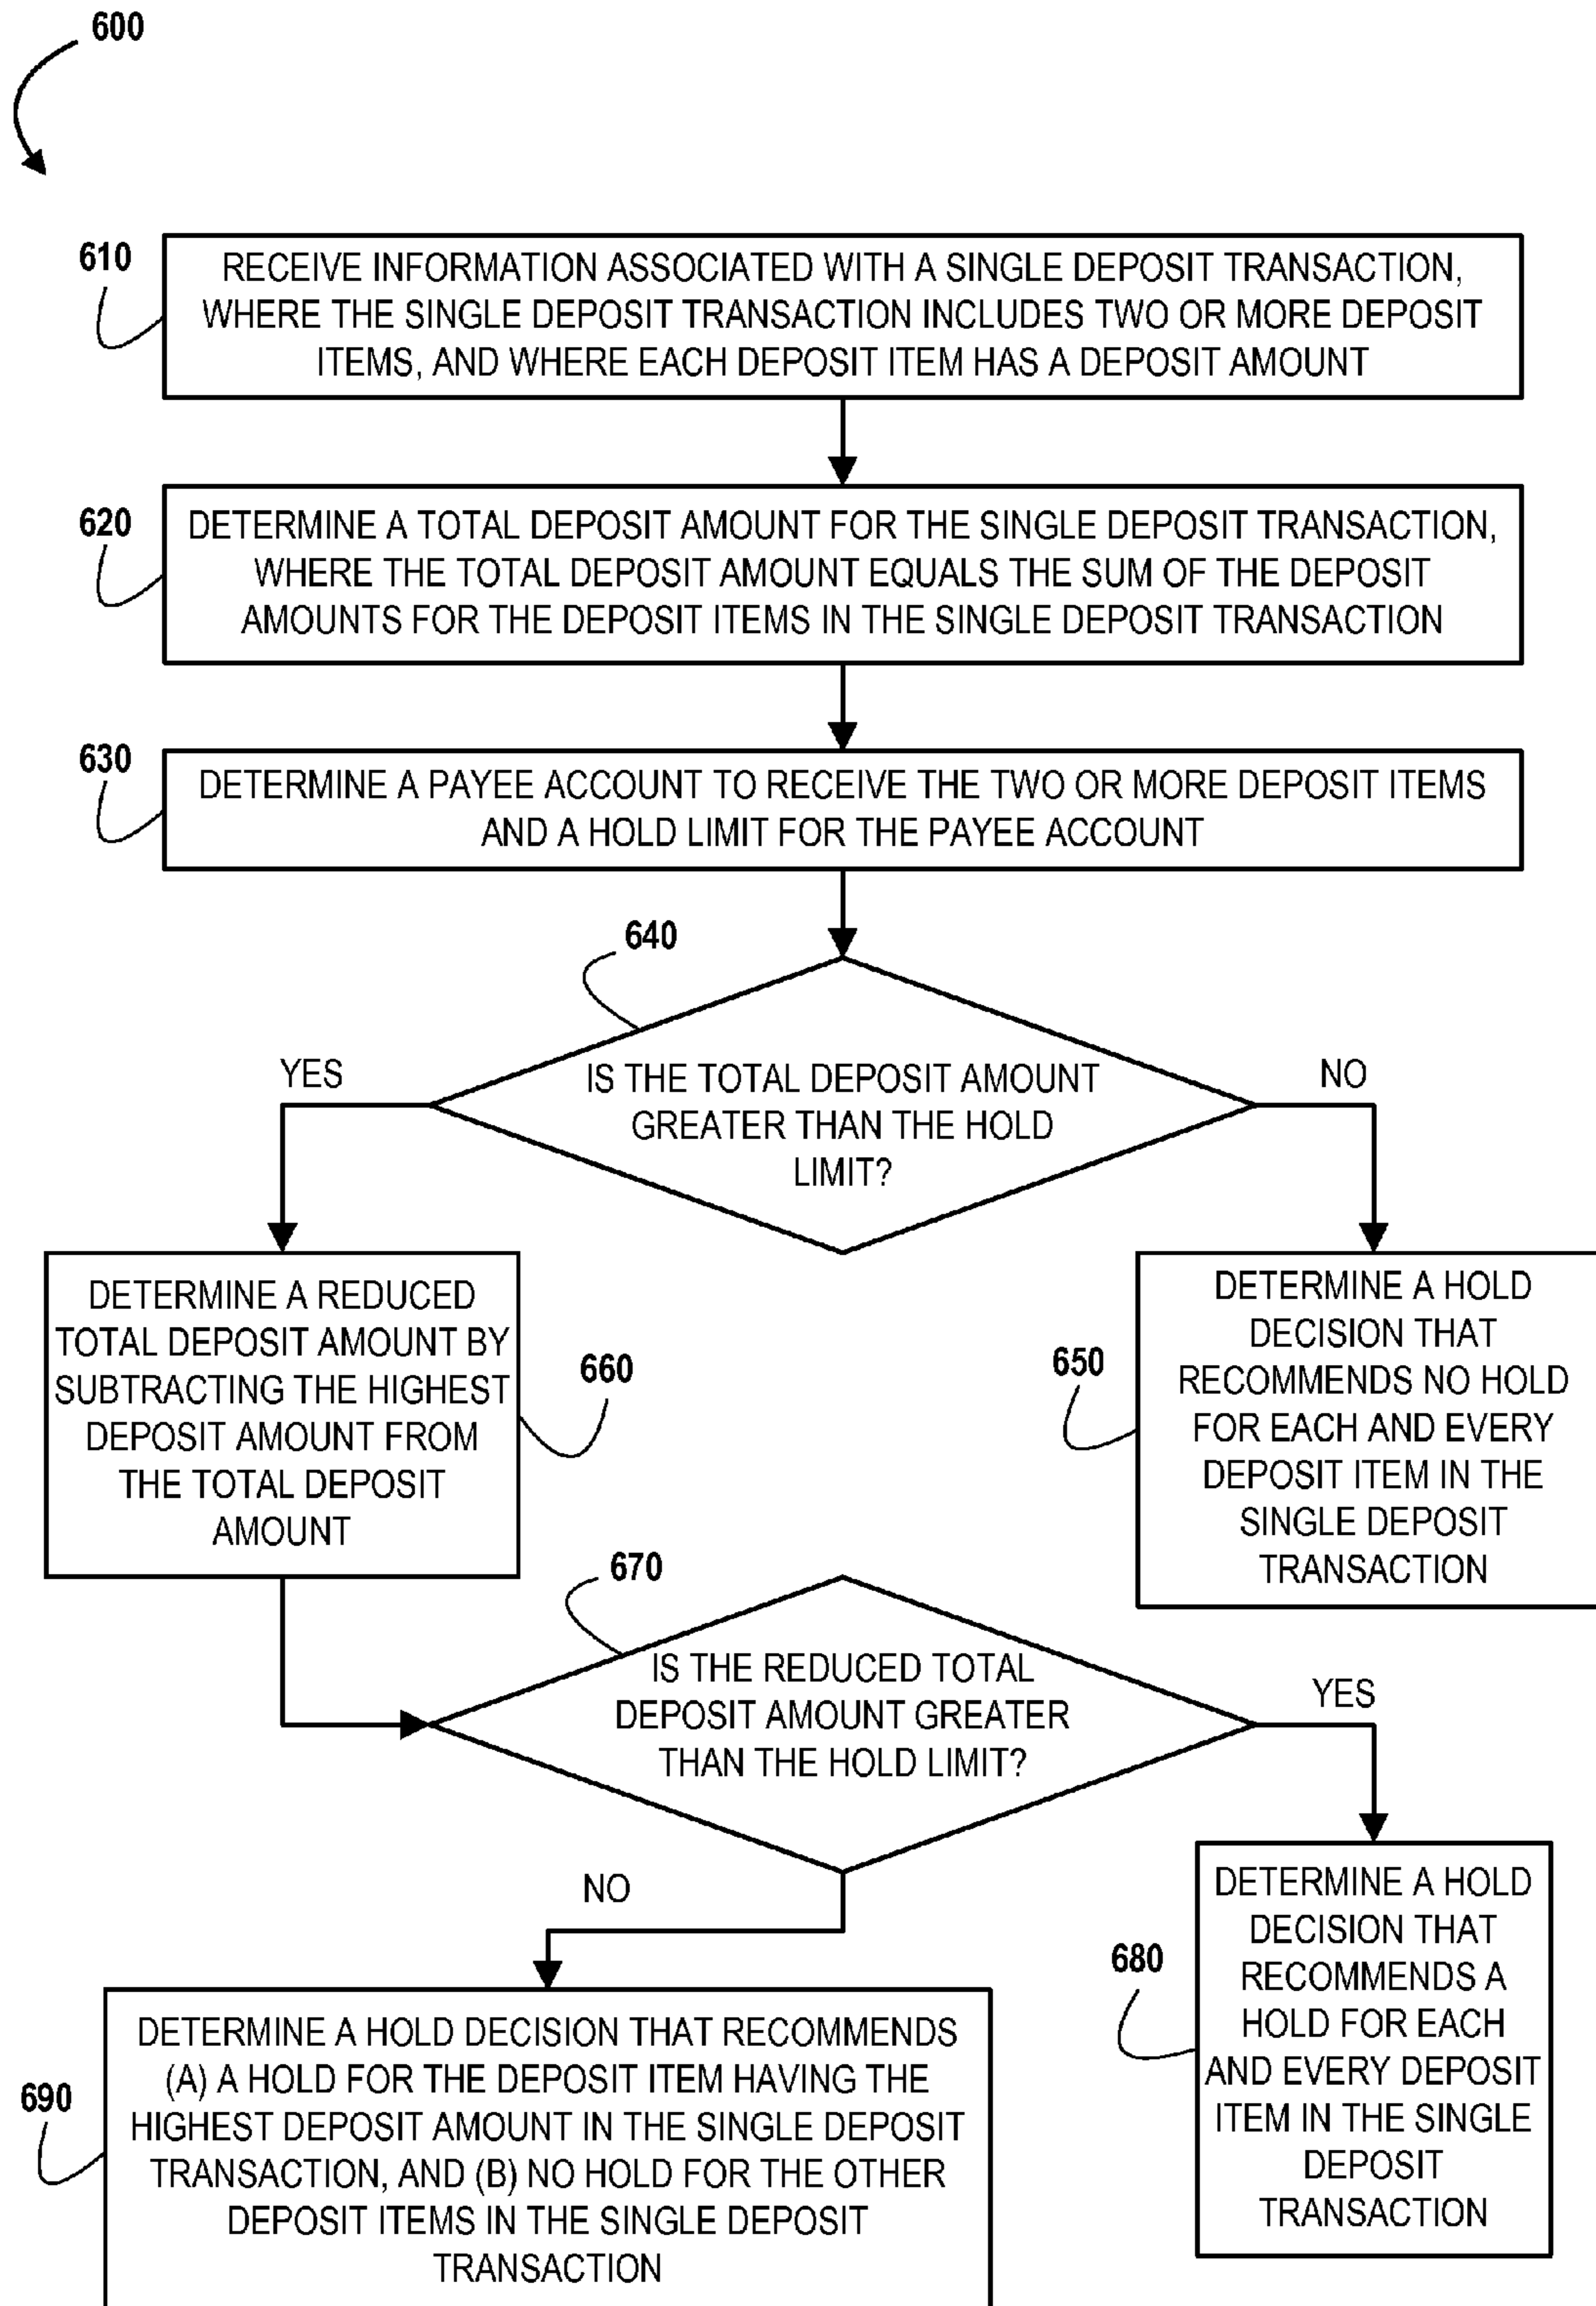 600
610
RECEIVE INFORMATION ASSOCIATED WITH A SINGLE DEPOSIT TRANSACTION,
WHERE THE SINGLE DEPOSIT TRANSACTION INCLUDES TWO OR MORE DEPOSIT
ITEMS, AND WHERE EACH DEPOSIT ITEM HAS A DEPOSIT AMOUNT
620
DETERMINE A TOTAL DEPOSIT AMOUNT FOR THE SINGLE DEPOSIT TRANSACTION,
WHERE THE TOTAL DEPOSIT AMOUNT EQUALS THE SUM OF THE DEPOSIT
AMOUNTS FOR THE DEPOSIT ITEMS IN THE SINGLE DEPOSIT TRANSACTION
630
DETERMINE A PAYEE ACCOUNT TO RECEIVE THE TWO OR MORE DEPOSIT ITEMS
AND A HOLD LIMIT FOR THE PAYEE ACCOUNT
640
IS THE TOTAL DEPOSIT AMOUNT
GREATER THAN THE HOLD
LIMIT?
YES
NO
DETERMINE A REDUCED
TOTAL DEPOSIT AMOUNT BY
SUBTRACTING THE HIGHEST
DEPOSIT AMOUNT FROM
THE TOTAL DEPOSIT
AMOUNT
660
650
DETERMINE A HOLD
DECISION THAT
RECOMMENDS NO HOLD
FOR EACH AND EVERY
DEPOSIT ITEM IN THE
SINGLE DEPOSIT
TRANSACTION
670
IS THE REDUCED TOTAL
DEPOSIT AMOUNT GREATER
THAN THE HOLD LIMIT?
YES
NO
680
DETERMINE A HOLD
DECISION THAT
RECOMMENDS A
HOLD FOR EACH
AND EVERY DEPOSIT
ITEM IN THE SINGLE
DEPOSIT
TRANSACTION
690
DETERMINE A HOLD DECISION THAT RECOMMENDS
(A) A HOLD FOR THE DEPOSIT ITEM HAVING THE
HIGHEST DEPOSIT AMOUNT IN THE SINGLE DEPOSIT
TRANSACTION, AND (B) NO HOLD FOR THE OTHER
DEPOSIT ITEMS IN THE SINGLE DEPOSIT
TRANSACTION